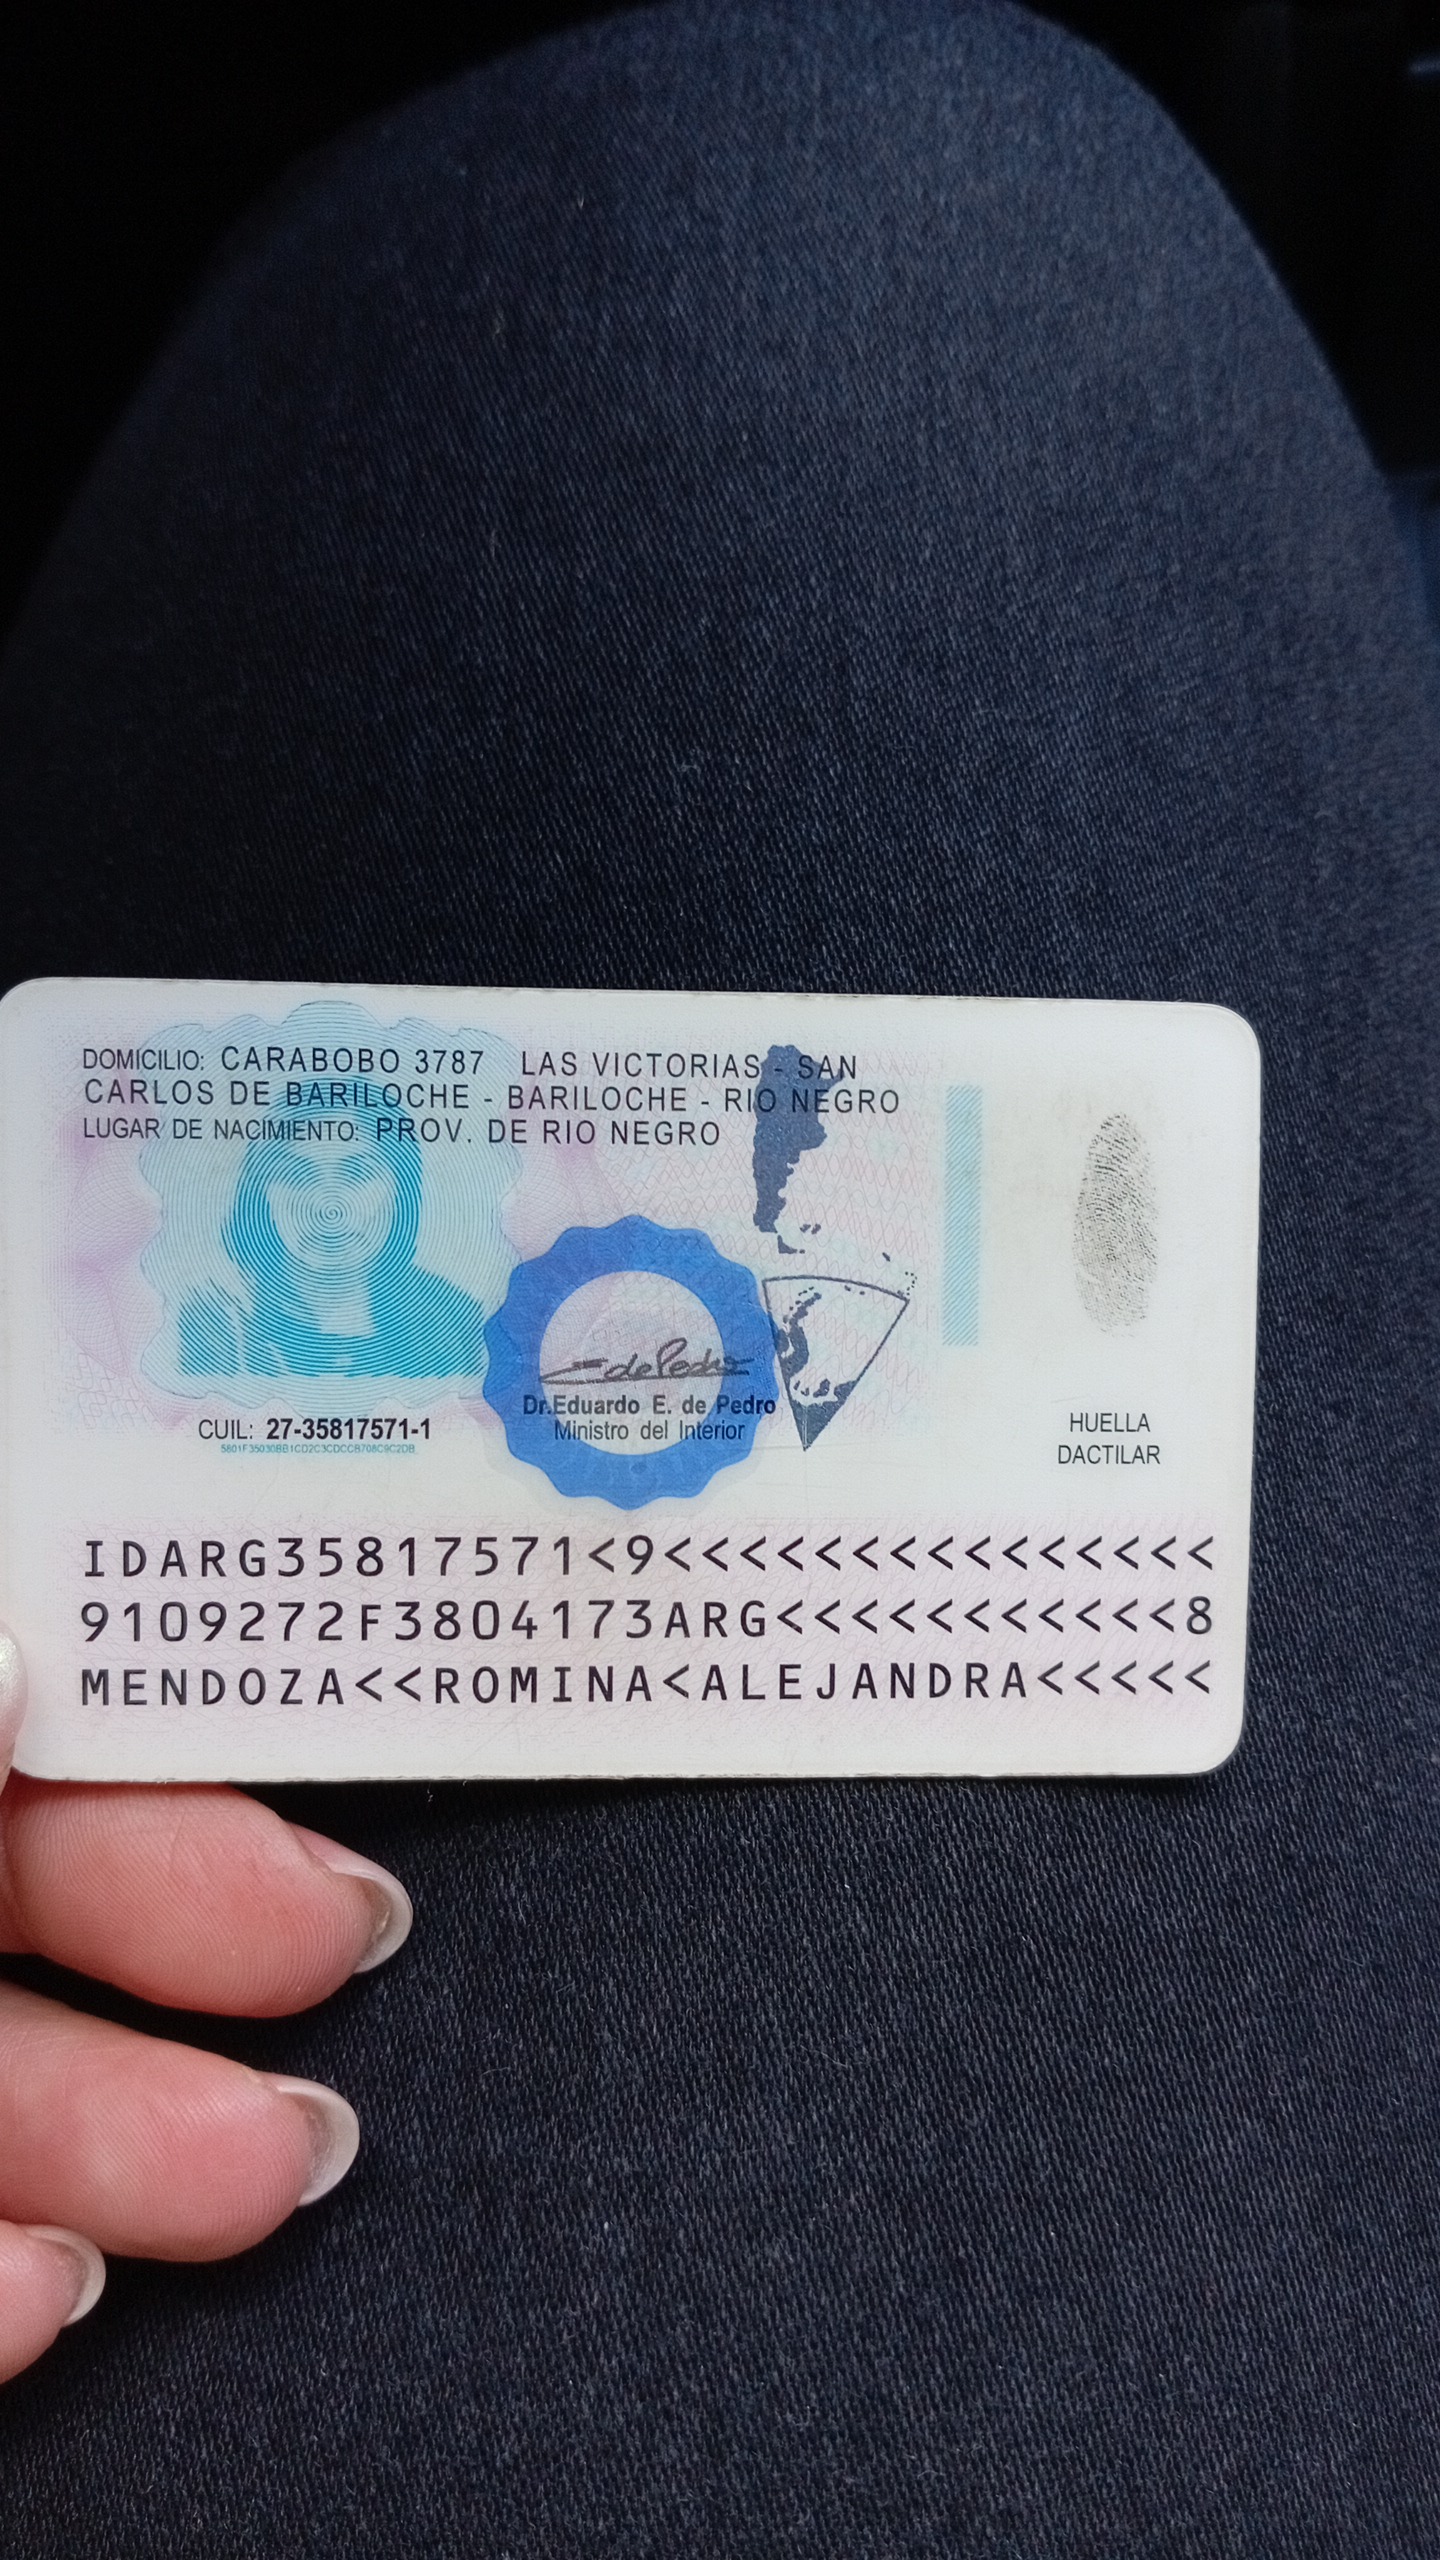 DOMICILIO: CARABOBO 3787 LAS VICTORIAS - SAN
CARLOS DE BARILOCHE - BARILOCHE - RIO NEGRO
LUGAR DE NACIMIENTO: PROV. DE RIO NEGRO
EdePedro
Dr.Eduardo E. de Pedro
Ministro del Interior
CUIL: 27-35817571-1
HUELLA
DACTILAR
IDARG35817571<9<<<<<<<<<<<<<<<
9109272F3804173ARG<<<<<<<<<<<8
MENDOZA<<ROMINA<ALEJANDRA<<<<<